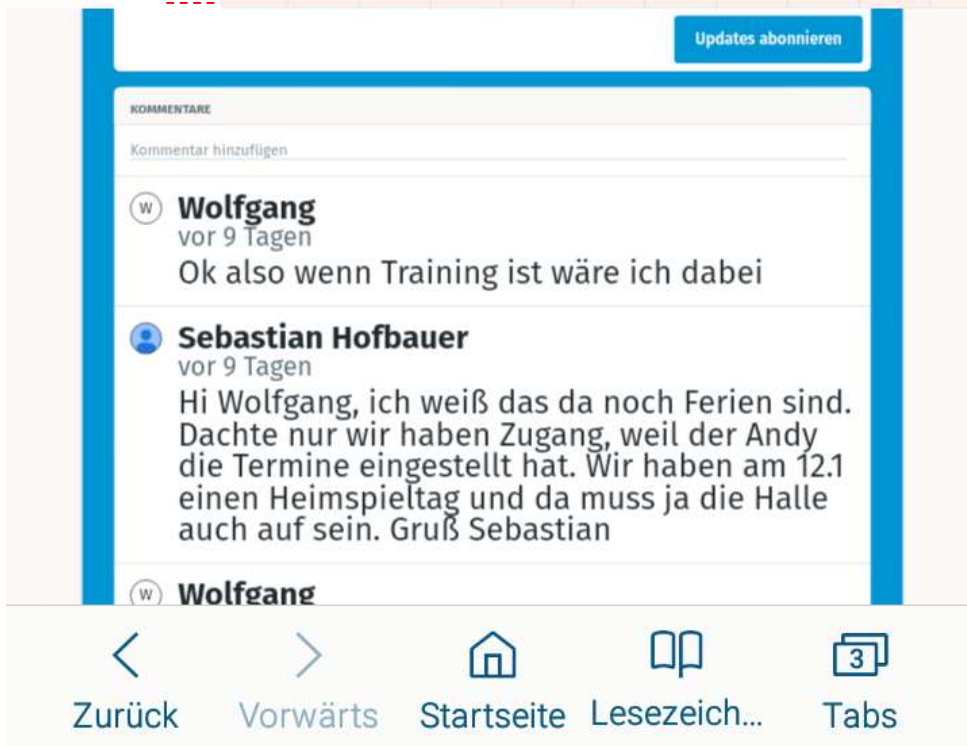 Updates abonnieren
KOMMENTARE
Kommentar hinzufügen
W
Wolfgang
vor 9 Tagen
Ok also wenn Training ist wäre ich dabei
Sebastian Hofbauer
vor 9 Tagen
Hi Wolfgang, ich weiß das da noch Ferien sind.
Dachte nur wir haben Zugang, weil der Andy
die Termine eingestellt hat. Wir haben am 12.1
einen Heimspieltag und da muss ja die Halle
auch auf sein. Gruß Sebastian
W
Wolfgang
3
Zurück Vorwärts Startseite Lesezeich... Tabs